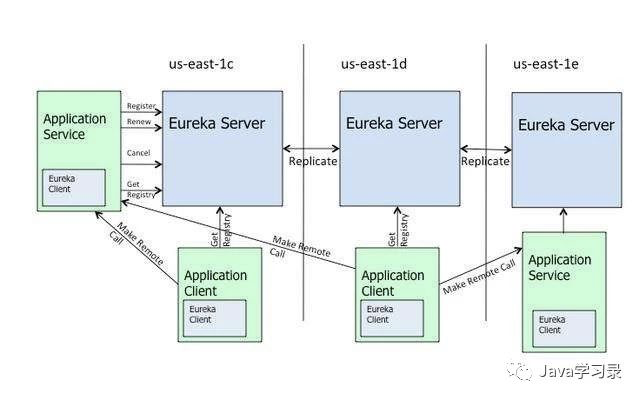 us-east-1c
us-east-1d
us-east-1e
Application
Service
Eureka
Client
Register
Renew
Cancel
Get
Registry
Eureka Server
Replicate
Eureka Server
Replicate
Eureka Server
Make Remote
Call
Get
Registry
Make Remote
Call
Get
Registry
Make Remote Call
Application
Client
Eureka
Client
Application
Client
Eureka
Client
Application
Service
Eureka
Client
Java学习录